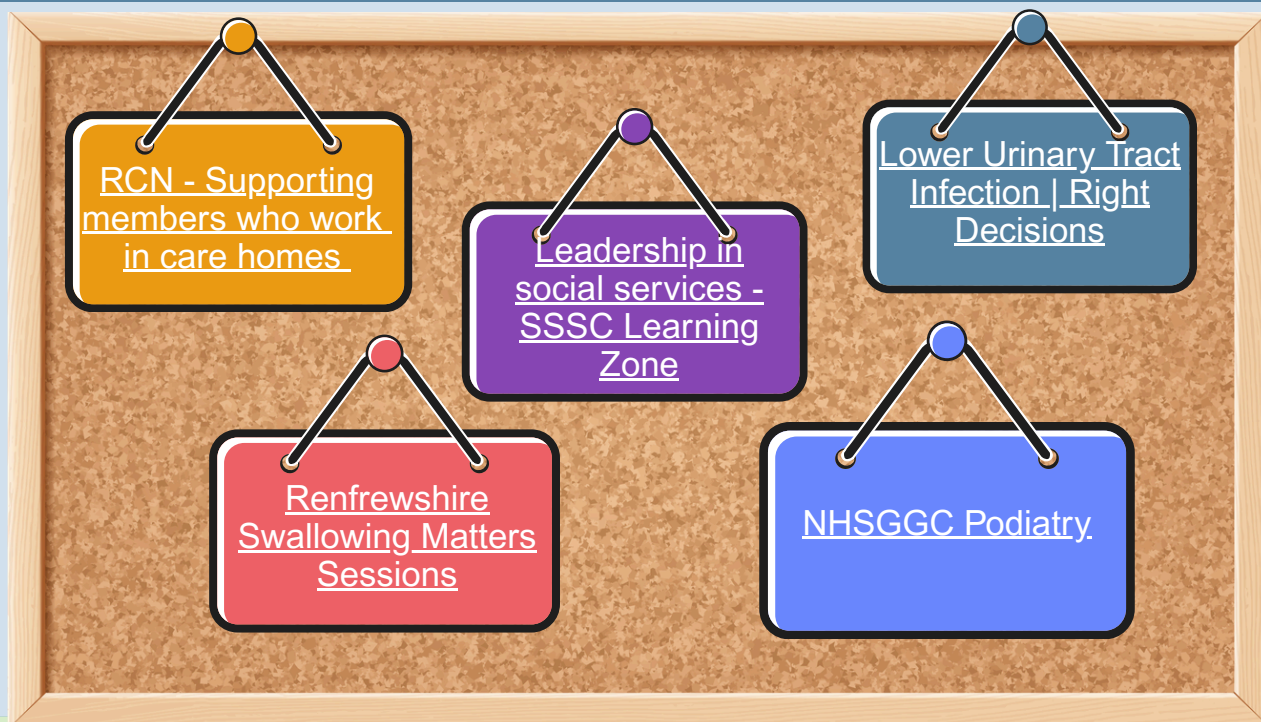 RCN - Supporting
members who work
in care homes
Leadership in
social services -
SSSC Learning
Zone
Lower Urinary Tract
Infection | Right
Decisions
Renfrewshire
Swallowing Matters
Sessions
NHSGGC Podiatry